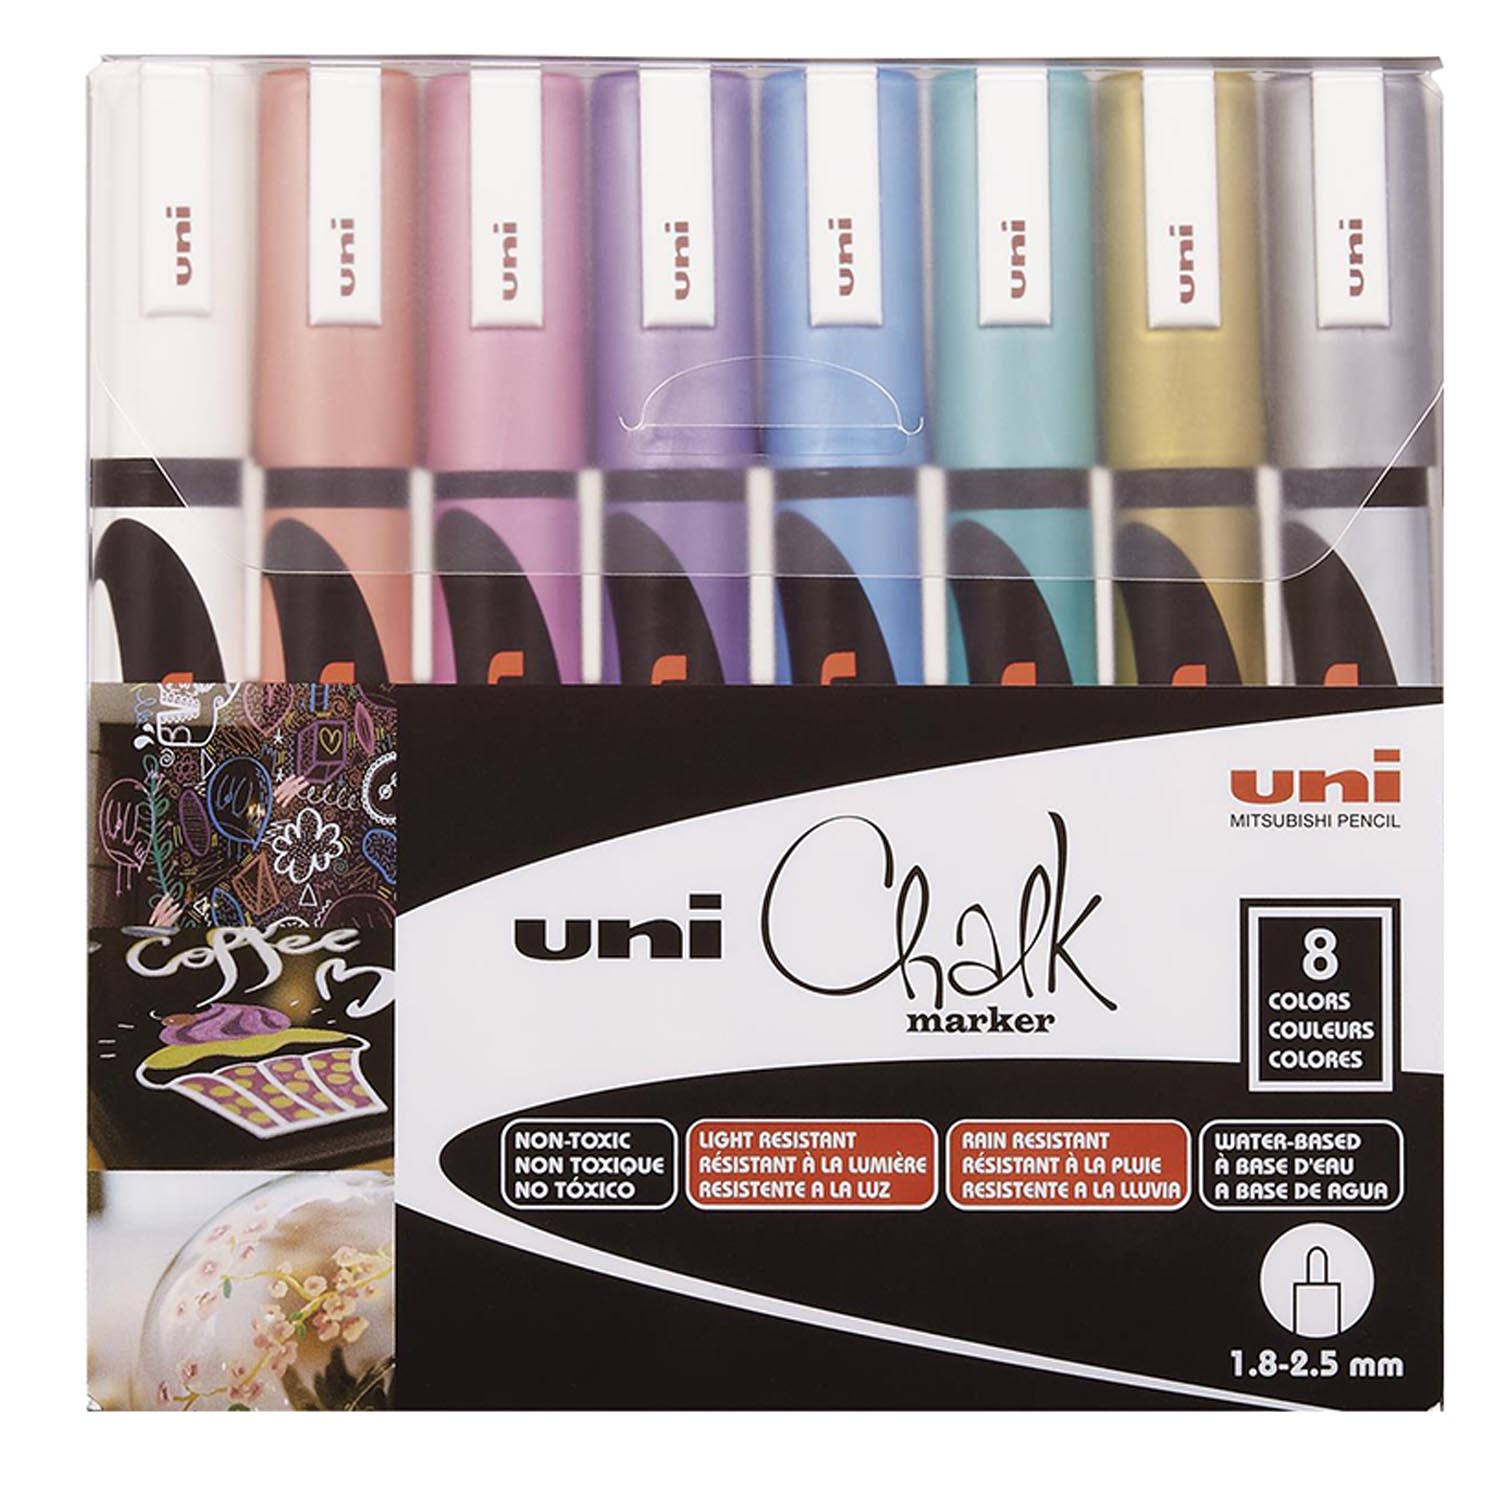 uni
uni
uni
uni
uni
uni
uni
uni
Coffee
uni
MITSUBISHI PENCIL
uni Chalk
marker
8
COLORS
COULEURS
COLORES
NON-TOXIC
NON TOXIQUE
NO TÓXICO
LIGHT RESISTANT
RÉSISTANT À LA LUMIÈRE
RESISTENTE A LA LUZ
RAIN RESISTANT
RÉSISTANT À LA PLUIE
RESISTENTE A LA LLUVIA
WATER-BASED
À BASE D'EAU
A BASE DE AGUA
1.8-2.5 mm